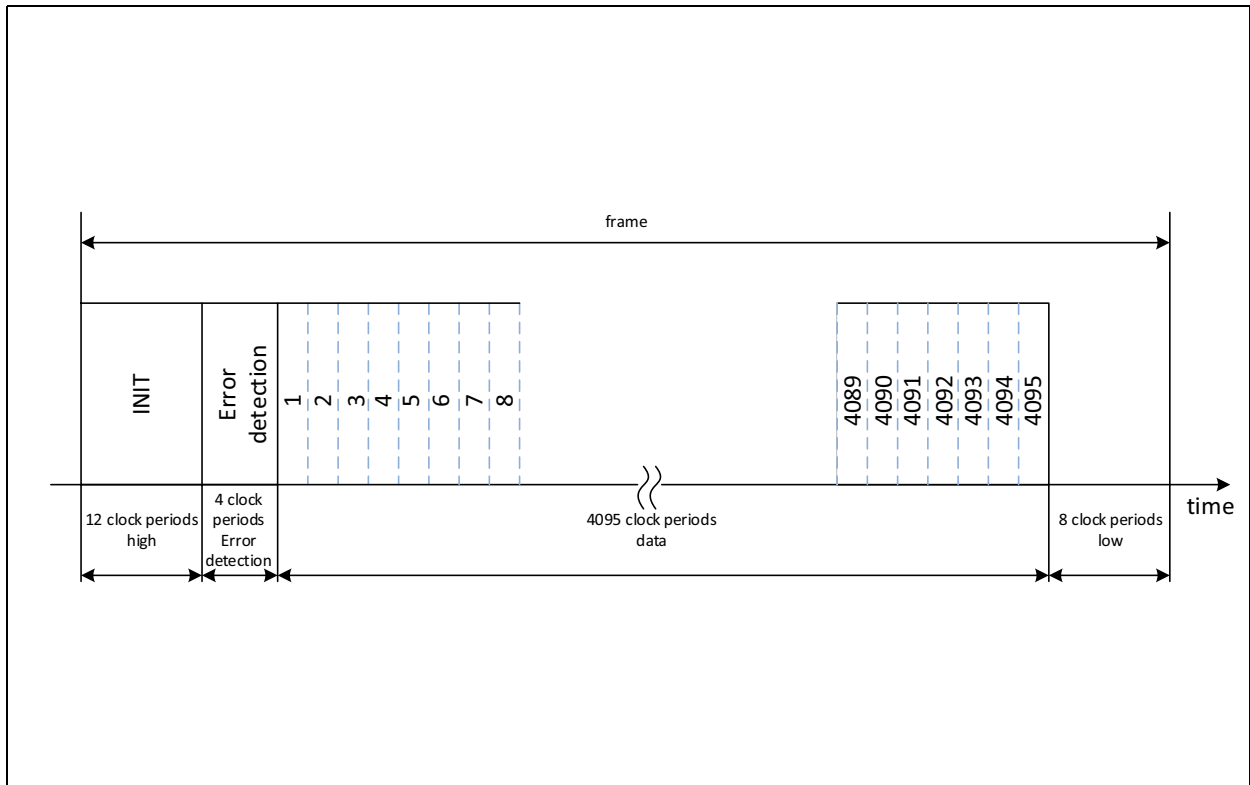 frame
INIT
Error
detection
1
2
3
4
5
6
7
8
4089
4090
4091
4092
4093
4094
4095
time
12 clock periods
high
4 clock
periods
Error
detection
4095 clock periods
data
8 clock periods
low